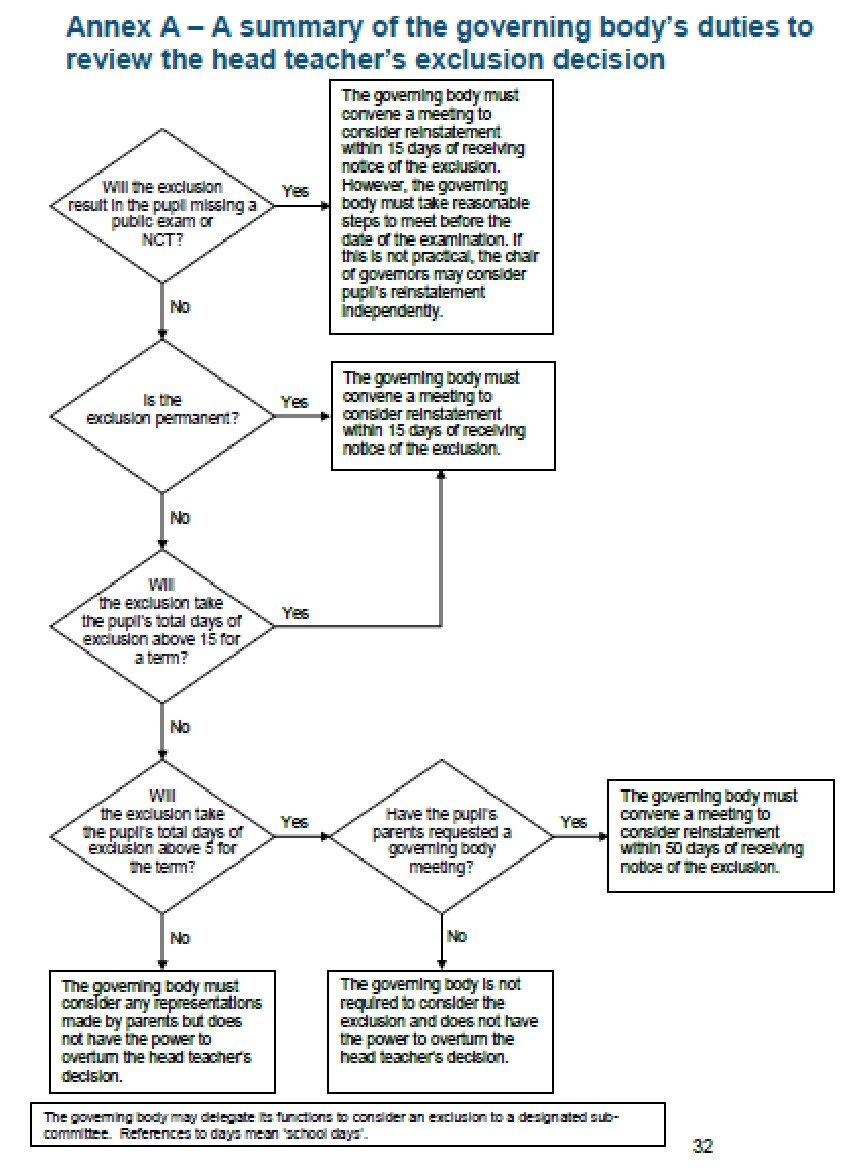 Annex A – A summary of the governing body's duties to
review the head teacher's exclusion decision
The governing body must
convene a meeting to
consider reinstatement
within 15 days of receiving
notice of the exclusion.
However, the governing
body must take reasonable
steps to meet before the
date of the examination. If
this is not practical, the chair
of governors may consider
pupil's reinstatement
independently.
Will the exclusion
result in the pupil missing a
public exam or
NCT?
Yes
No
Is the
exclusion permanent?
Yes
The governing body must
convene a meeting to
consider reinstatement
within 15 days of receiving
notice of the exclusion.
No
Will
the exclusion take
the pupil's total days of
exclusion above 15 for
a term?
Yes
No
Will
the exclusion take
the pupil's total days of
exclusion above 5 for
the term?
Yes
Have the pupil's
parents requested a
governing body
meeting?
Yes
The governing body must
convene a meeting to
consider reinstatement
within 50 days of receiving
notice of the exclusion.
No
No
The governing body must
consider any representations
made by parents but does
not have the power to
overturn the head teacher's
decision.
The governing body is not
required to consider the
exclusion and does not have
the power to overturn the
head teacher's decision.
The governing body may delegate its functions to consider an exclusion to a designated sub-
committee. References to days mean 'school days'.
32